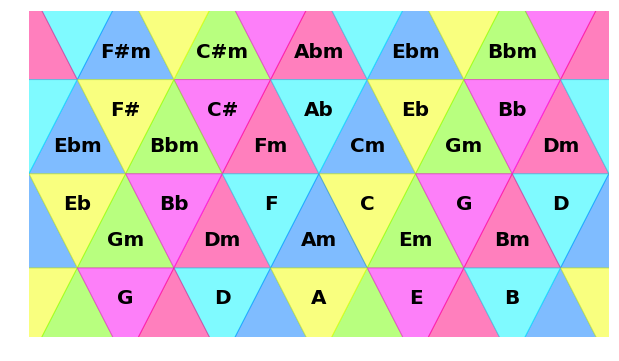 F#m C#m Abm Ebm Bbm
F# C# Ab Eb Bb
Ebm Bbm Fm Cm Gm Dm
Eb Bb F C G D
Gm Dm Am Em Bm
G D A E B